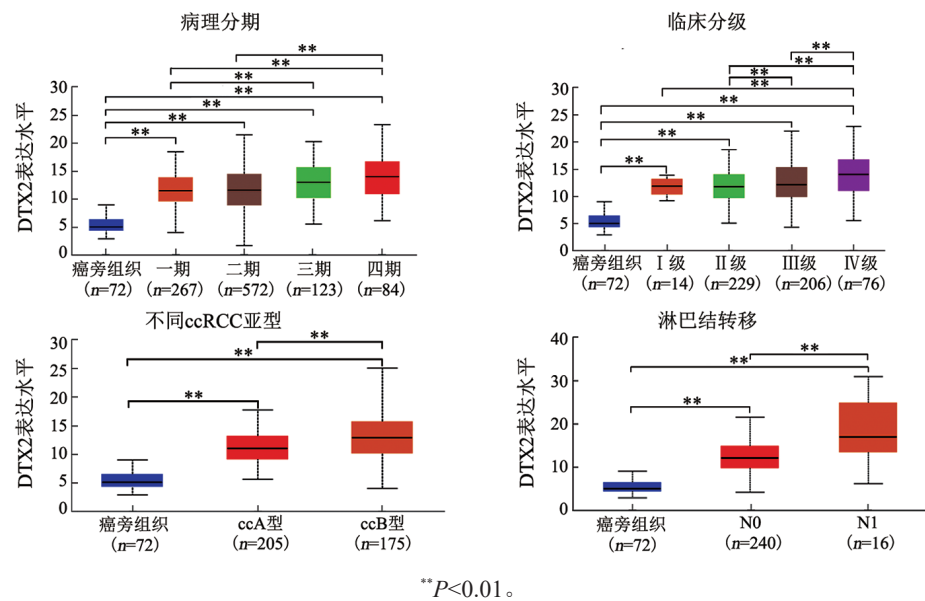 病理分期
**
**
**
**
**
**
**
DTX2表达水平
30
25
20
15
10
5
0
癌旁组织 一期 二期 三期 四期
(n=72) (n=267) (n=572) (n=123) (n=84)
临床分级
**
**
**
**
**
**
**
**
DTX2表达水平
30
25
20
15
10
5
0
癌旁组织 Ⅰ级 Ⅱ级 Ⅲ级 Ⅳ级
(n=72) (n=14) (n=229) (n=206) (n=76)
不同ccRCC亚型
**
**
**
DTX2表达水平
30
25
20
15
10
5
0
癌旁组织 ccA型 ccB型
(n=72) (n=205) (n=175)
淋巴结转移
**
**
**
DTX2表达水平
40
30
20
10
0
癌旁组织 N0 N1
(n=72) (n=240) (n=16)
**P<0.01。